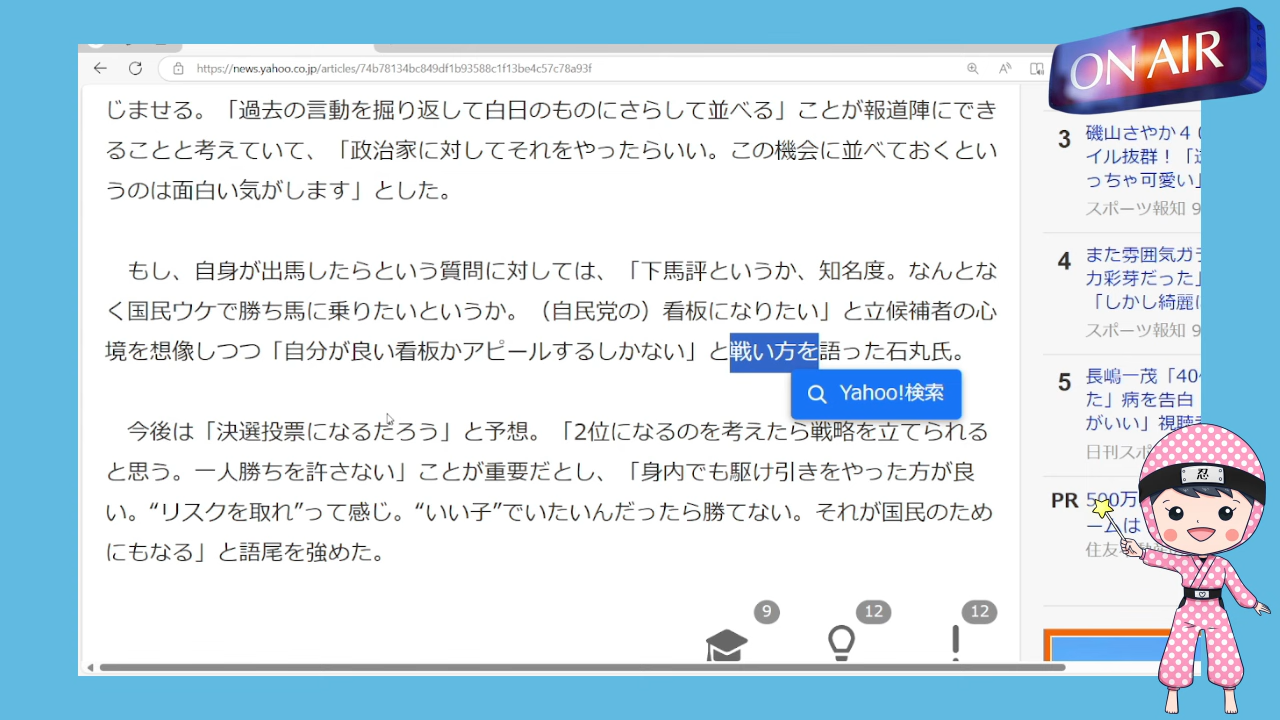 https://news.yahoo.co.jp/articles/74b78134bc849df1b93588c1f13be4c57c78a93f
ON AIR
じませる。「過去の言動を掘り返して白日のものにさらして並べる」ことが報道陣にでき
ることと考えていて、「政治家に対してそれをやったらいい。この機会に並べておくとい
うのは面白い気がします」とした。
もし、自身が出馬したらという質問に対しては、「下馬評というか、知名度。なんとな
く国民ウケで勝ち馬に乗りたいというか。（自民党の）看板になりたい」と立候補者の心
境を想像しつつ「自分が良い看板かアピールするしかない」と戦い方を語った石丸氏。
Yahoo!検索
今後は「決選投票になるだろう」と予想。「2位になるのを考えたら戦略を立てられる
と思う。一人勝ちを許さない」ことが重要だとし、「身内でも駆け引きをやった方が良
い。“リスクを取れ”って感じ。“いい子”でいたいんだったら勝てない。それが国民のため
にもなる」と語尾を強めた。
9
12
12
3
磯山さやか４
イル抜群！「
っちゃ可愛い」
スポーツ報知 9
4
また雰囲気ガ
力彩芽だった」
「しかし綺麗
スポーツ報知 9
5
長嶋一茂「40
た」病を告白
がいい」視聴
日刊スポ
PR
500万
ームは
住友
忍